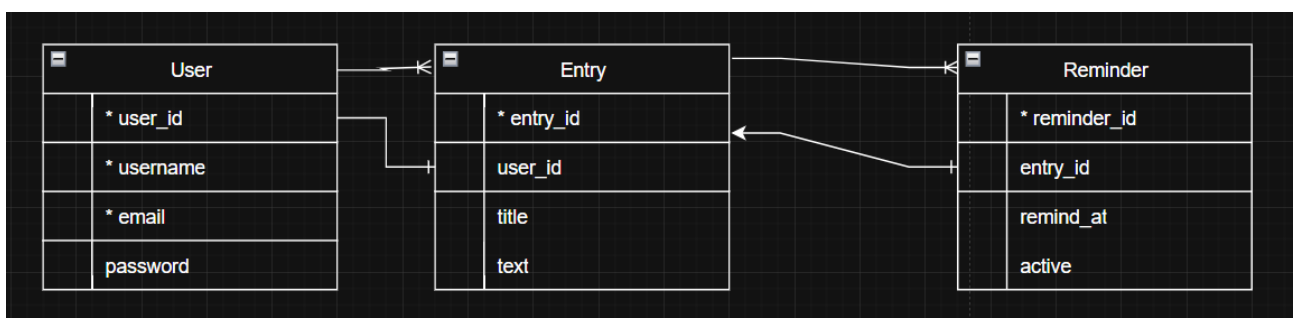 User
* user_id
* username
* email
password
Entry
* entry_id
user_id
title
text
Reminder
* reminder_id
entry_id
remind_at
active